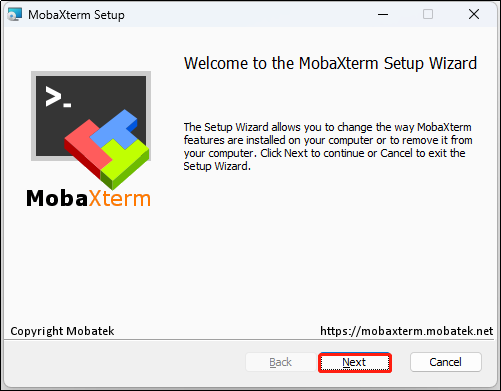 MobaXterm Setup
Welcome to the MobaXterm Setup Wizard
>_
The Setup Wizard allows you to change the way MobaXterm
features are installed on your computer or to remove it from
your computer. Click Next to continue or Cancel to exit the
Setup Wizard.
MobaXterm
Copyright Mobatek
https://mobaxterm.mobatek.net
Back
Next
Cancel